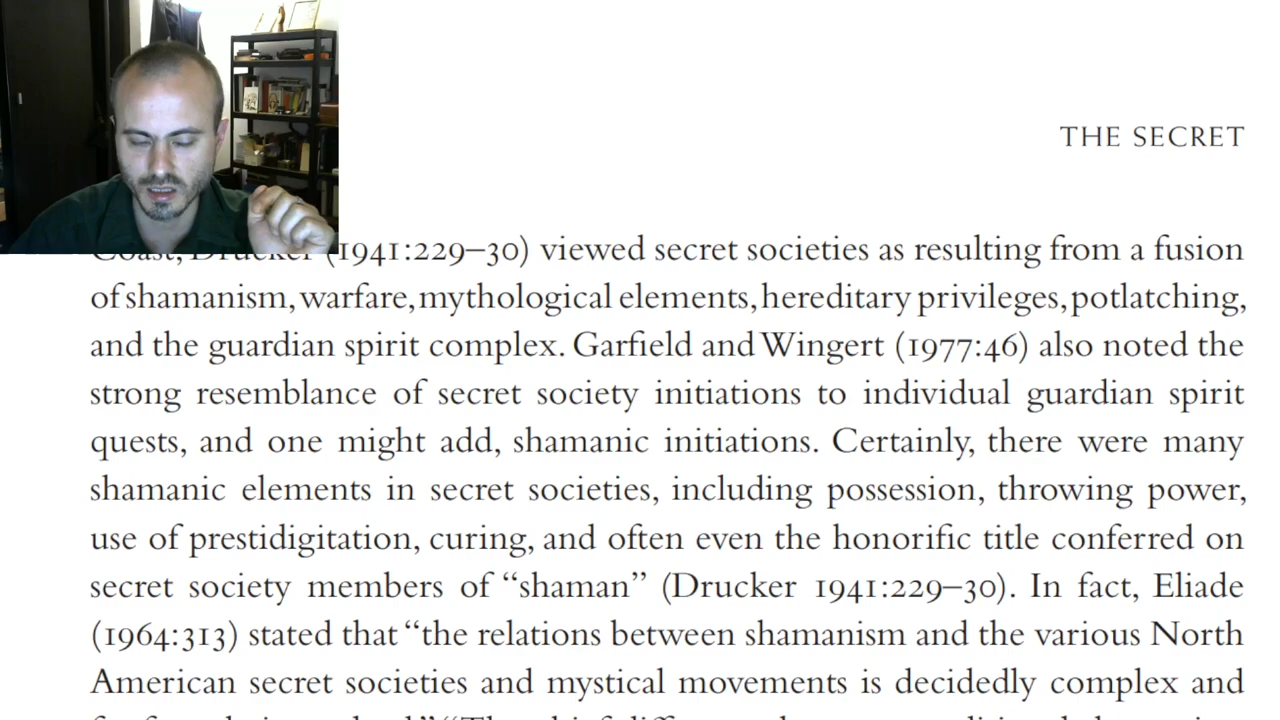 THE SECRET
Coast, Drucker (1941:229–30) viewed secret societies as resulting from a fusion
of shamanism, warfare, mythological elements, hereditary privileges, potlatching,
and the guardian spirit complex. Garfield and Wingert (1977:46) also noted the
strong resemblance of secret society initiations to individual guardian spirit
quests, and one might add, shamanic initiations. Certainly, there were many
shamanic elements in secret societies, including possession, throwing power,
use of prestidigitation, curing, and often even the honorific title conferred on
secret society members of “shaman” (Drucker 1941:229–30). In fact, Eliade
(1964:313) stated that “the relations between shamanism and the various North
American secret societies and mystical movements is decidedly complex and